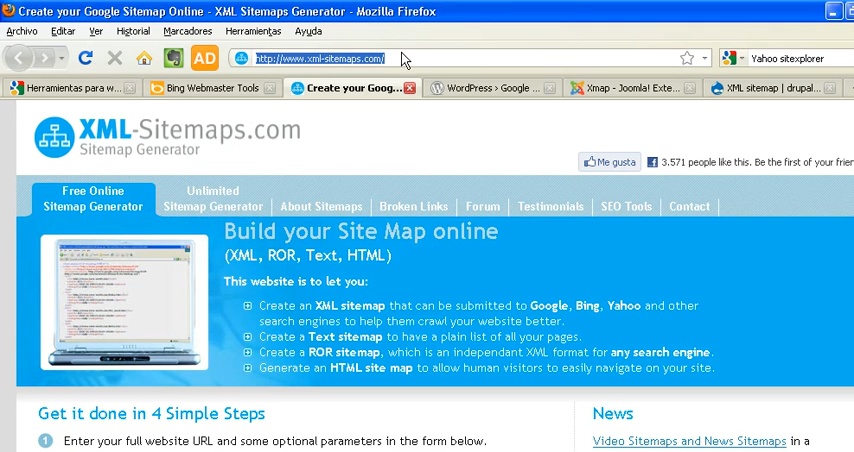 Create your Google Sitemap Online - XML Sitemaps Generator - Mozilla Firefox
Archivo Editar Ver Historial Marcadores Herramientas Ayuda
AD http://www.xml-sitemaps.com/ Yahoo sitexplorer
Herramientas para w... Bing Webmaster Tools Create your Goog... WordPress › Google ... Xmap - Joomla! Exte... XML sitemap | drupal...
XML-Sitemaps.com
Sitemap Generator
Me gusta 3.571 people like this. Be the first of your frien
Free Online Sitemap Generator
Unlimited Sitemap Generator
About Sitemaps Broken Links Forum Testimonials SEO Tools Contact
Build your Site Map online
(XML, ROR, Text, HTML)
This website is to let you:
Create an XML sitemap that can be submitted to Google, Bing, Yahoo and other
search engines to help them crawl your website better.
Create a Text sitemap to have a plain list of all your pages.
Create a ROR sitemap, which is an independant XML format for any search engine.
Generate an HTML site map to allow human visitors to easily navigate on your site.
Get it done in 4 Simple Steps
1 Enter your full website URL and some optional parameters in the form below.
News
Video Sitemaps and News Sitemaps in a